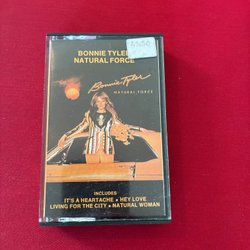 BONNIE TYLER
NATURAL FORCE
Bonnie Tyler
NATURAL FORCE
INCLUDES
IT'S A HEARTACHE • HEY LOVE
LIVING FOR THE CITY • NATURAL WOMAN